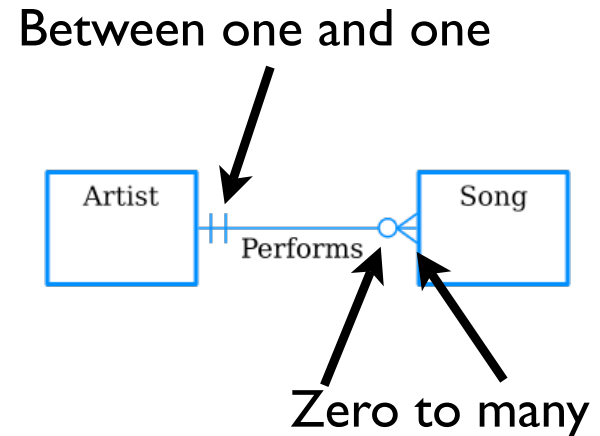 Between one and one
Artist
Song
Performs
Zero to many